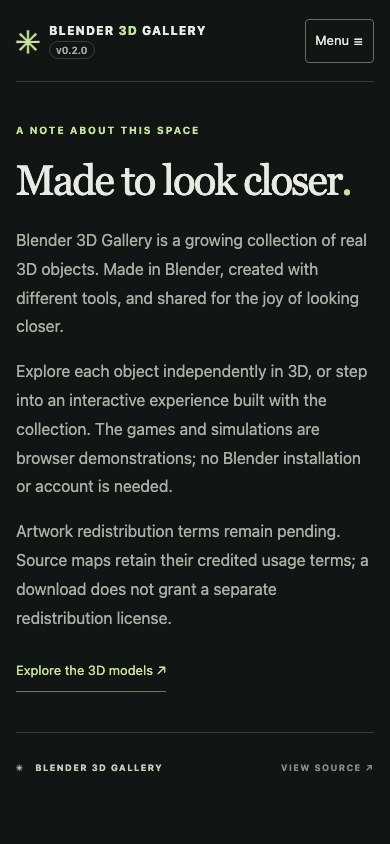 BLENDER 3D GALLERY
v0.2.0
Menu ≡
A NOTE ABOUT THIS SPACE
Made to look closer.
Blender 3D Gallery is a growing collection of real
3D objects. Made in Blender, created with
different tools, and shared for the joy of looking
closer.
Explore each object independently in 3D, or step
into an interactive experience built with the
collection. The games and simulations are
browser demonstrations; no Blender installation
or account is needed.
Artwork redistribution terms remain pending.
Source maps retain their credited usage terms; a
download does not grant a separate
redistribution license.
Explore the 3D models ↗
BLENDER 3D GALLERY
VIEW SOURCE ↗